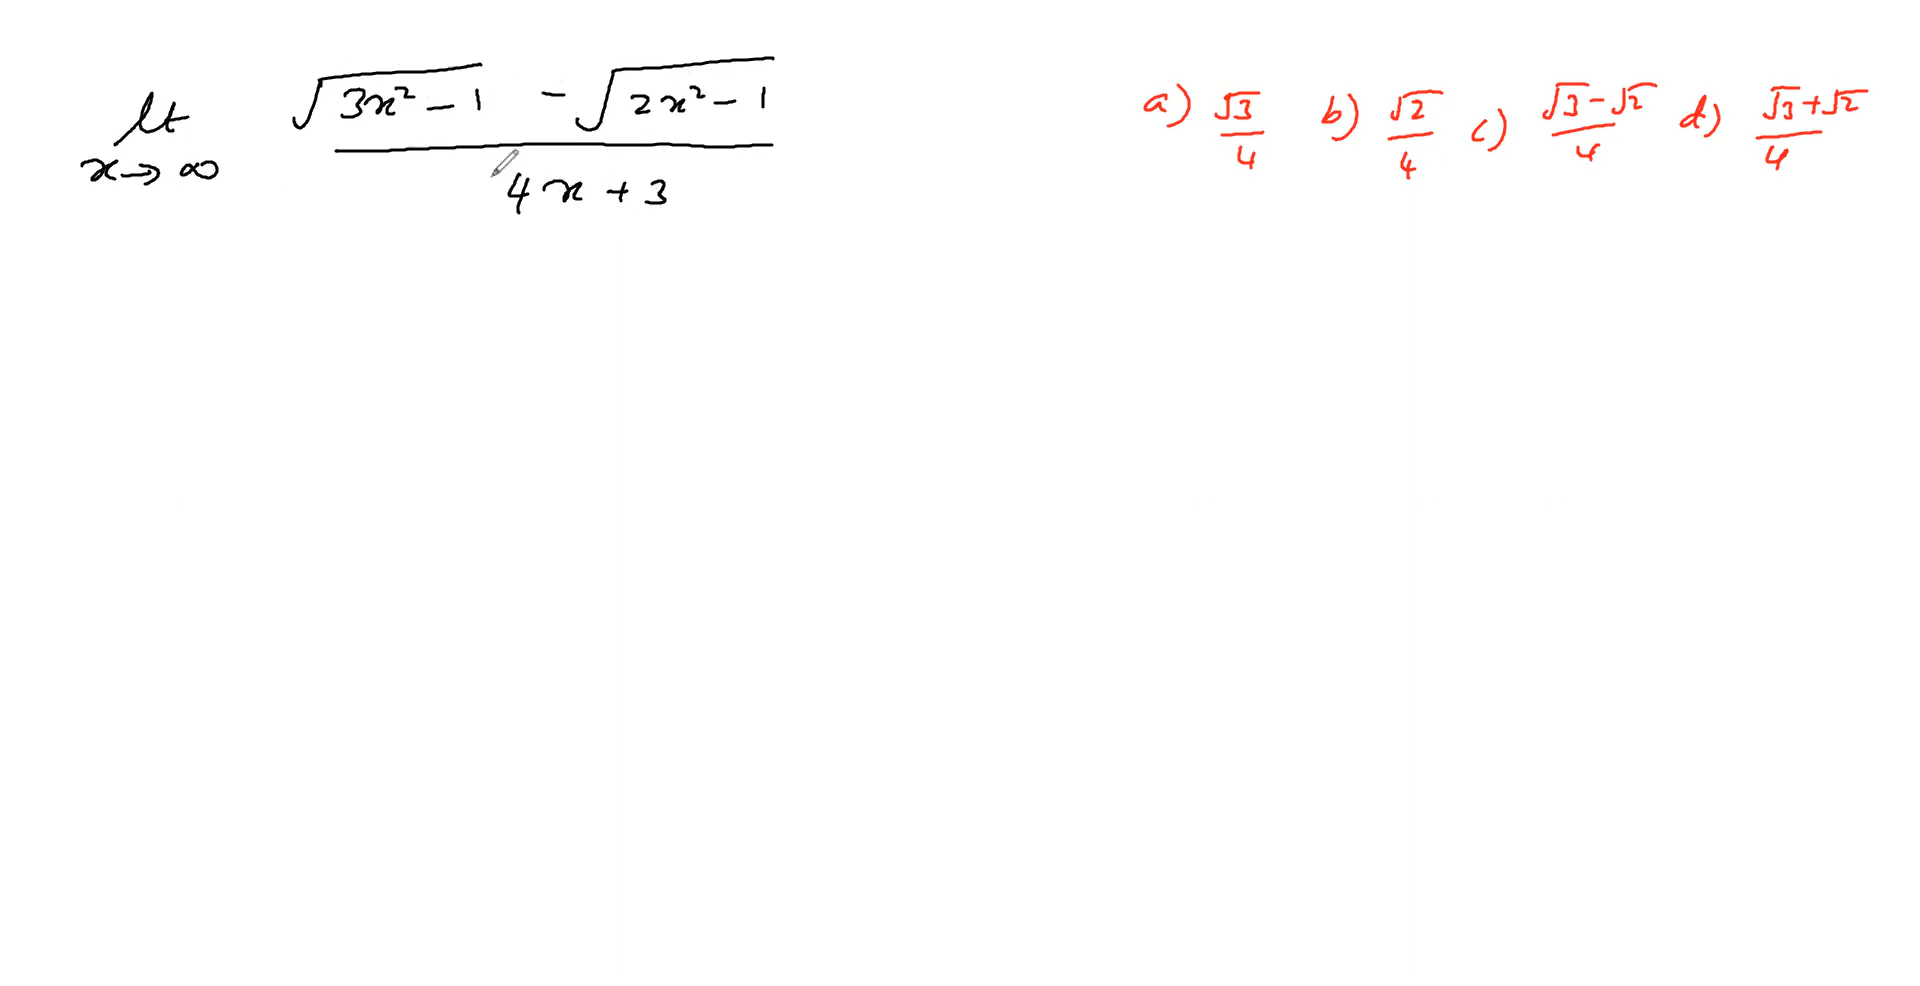 lt x→∞ (√(3x² − 1) − √(2x² − 1)) / (4x + 3)
a) √3/4 b) √2/4 c) (√3 − √2)/4 d) (√3 + √2)/4